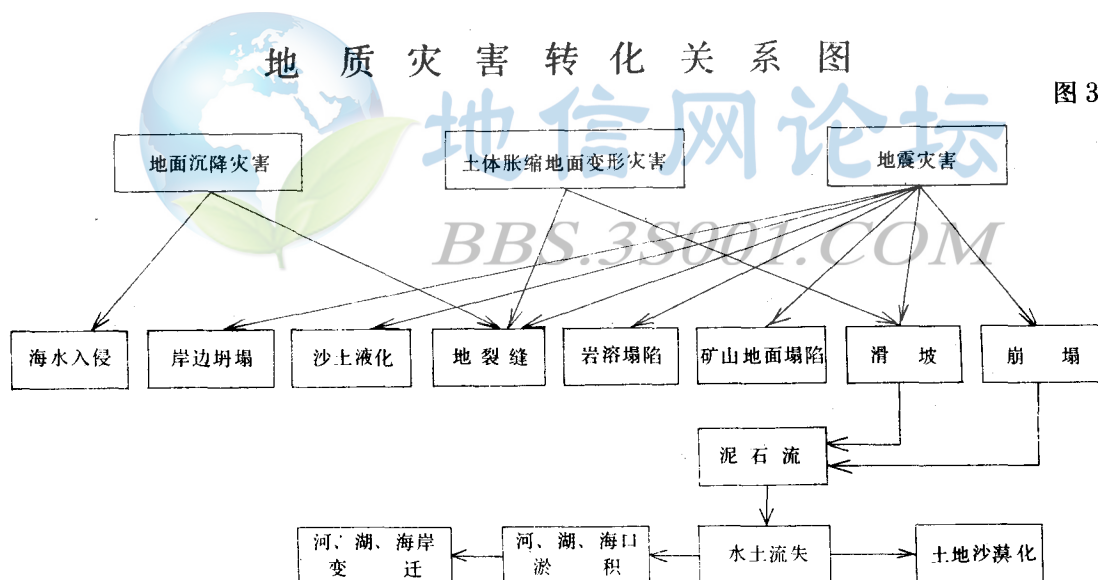 地质灾害转化关系图
图 3
地信网论坛
BBS.3S001.COM
地面沉降灾害
土体胀缩地面变形灾害
地震灾害
海水入侵
岸边坍塌
沙土液化
地裂缝
岩溶塌陷
矿山地面塌陷
滑坡
崩塌
泥石流
河、湖、海岸
变迁
河、湖、海口
淤积
水土流失
土地沙漠化